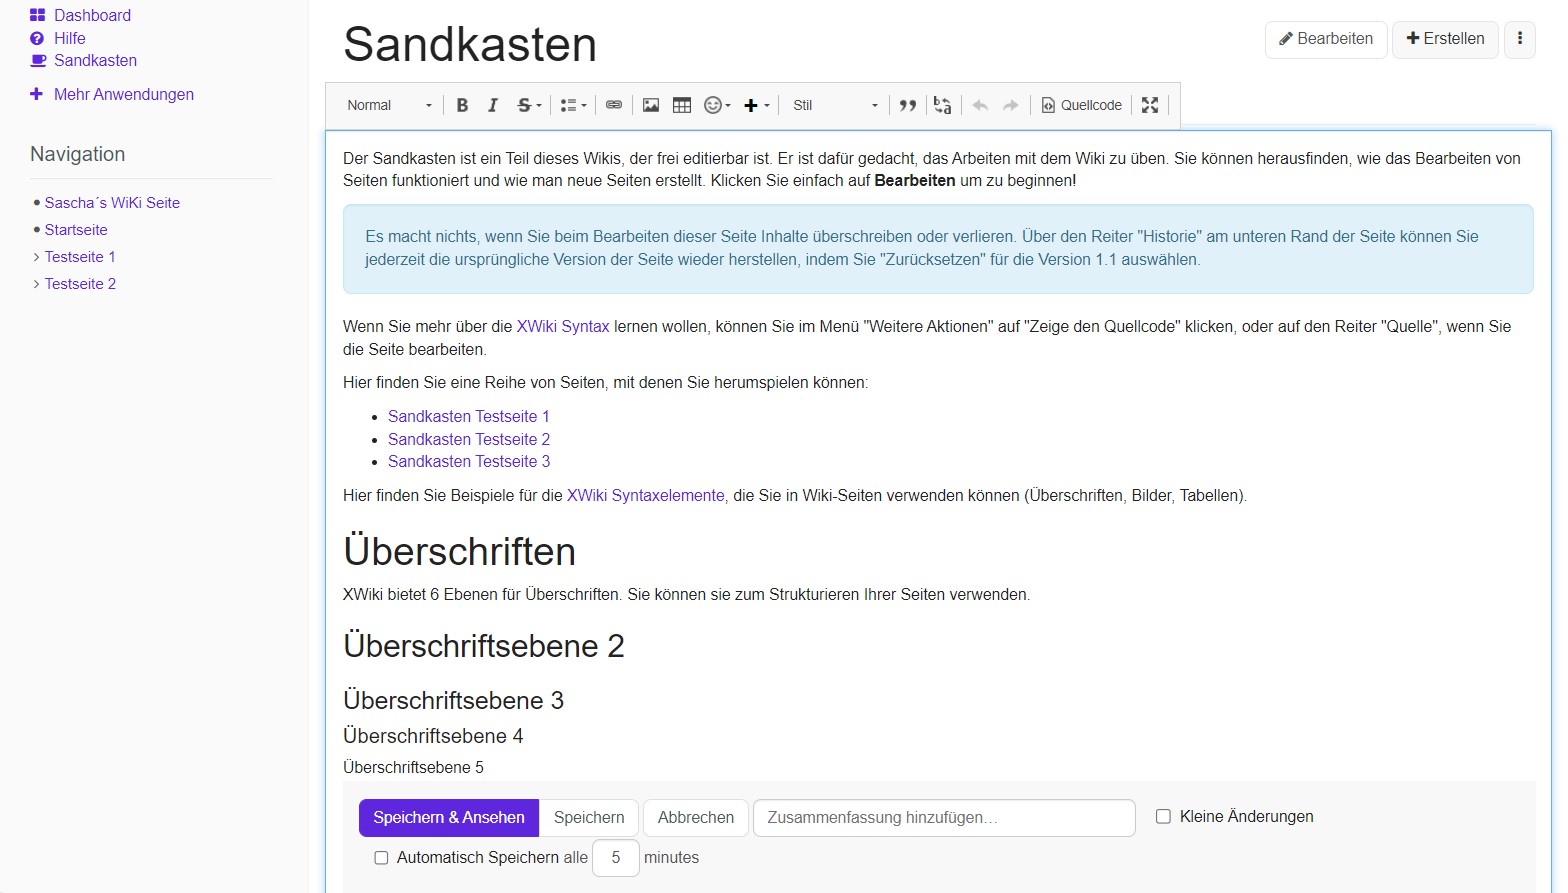 Dashboard
Hilfe
Sandkasten
Mehr Anwendungen
Navigation
Sascha´s WiKi Seite
Startseite
Testseite 1
Testseite 2
Sandkasten
Bearbeiten
Erstellen
Normal
B
I
S
Stil
Quellcode
Der Sandkasten ist ein Teil dieses Wikis, der frei editierbar ist. Er ist dafür gedacht, das Arbeiten mit dem Wiki zu üben. Sie können herausfinden, wie das Bearbeiten von
Seiten funktioniert und wie man neue Seiten erstellt. Klicken Sie einfach auf Bearbeiten um zu beginnen!
Es macht nichts, wenn Sie beim Bearbeiten dieser Seite Inhalte überschreiben oder verlieren. Über den Reiter "Historie" am unteren Rand der Seite können Sie
jederzeit die ursprüngliche Version der Seite wieder herstellen, indem Sie "Zurücksetzen" für die Version 1.1 auswählen.
Wenn Sie mehr über die XWiki Syntax lernen wollen, können Sie im Menü "Weitere Aktionen" auf "Zeige den Quellcode" klicken, oder auf den Reiter "Quelle", wenn Sie
die Seite bearbeiten.
Hier finden Sie eine Reihe von Seiten, mit denen Sie herumspielen können:
• Sandkasten Testseite 1
• Sandkasten Testseite 2
• Sandkasten Testseite 3
Hier finden Sie Beispiele für die XWiki Syntaxelemente, die Sie in Wiki-Seiten verwenden können (Überschriften, Bilder, Tabellen).
Überschriften
XWiki bietet 6 Ebenen für Überschriften. Sie können sie zum Strukturieren Ihrer Seiten verwenden.
Überschriftsebene 2
Überschriftsebene 3
Überschriftsebene 4
Überschriftsebene 5
Speichern & Ansehen
Speichern
Abbrechen
Zusammenfassung hinzufügen…
Kleine Änderungen
Automatisch Speichern alle 5 minutes